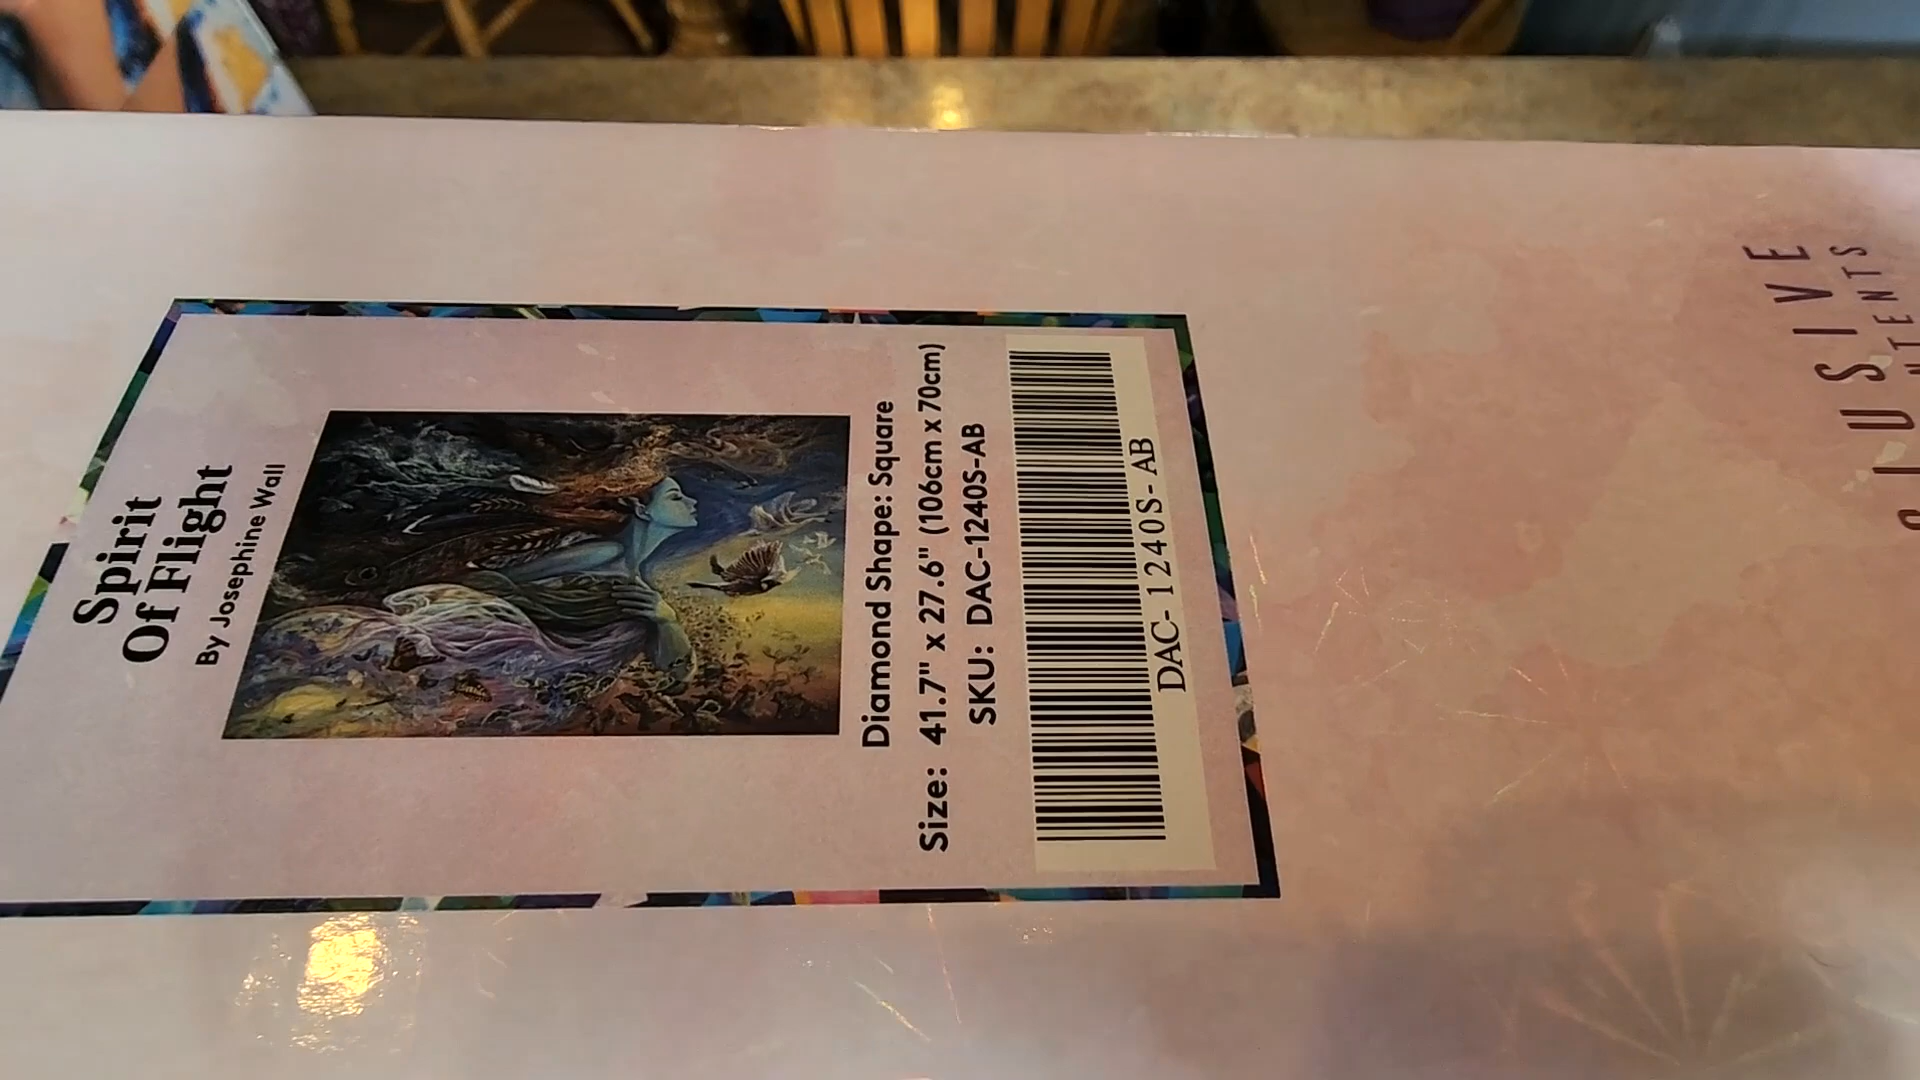 Spirit
Of Flight
By Josephine Wall
Diamond Shape: Square
Size: 41.7" x 27.6" (106cm x 70cm)
SKU: DAC-1240S-AB
DAC-1240S-AB